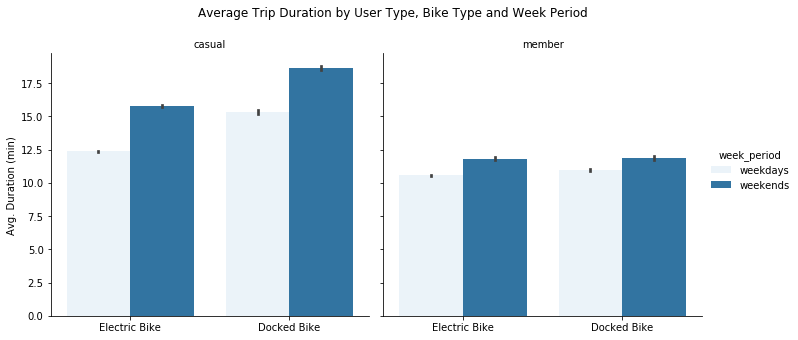 Average Trip Duration by User Type, Bike Type and Week Period
casual
member
Avg. Duration (min)
17.5
15.0
12.5
10.0
7.5
5.0
2.5
0.0
Electric Bike
Docked Bike
Electric Bike
Docked Bike
week_period
weekdays
weekends